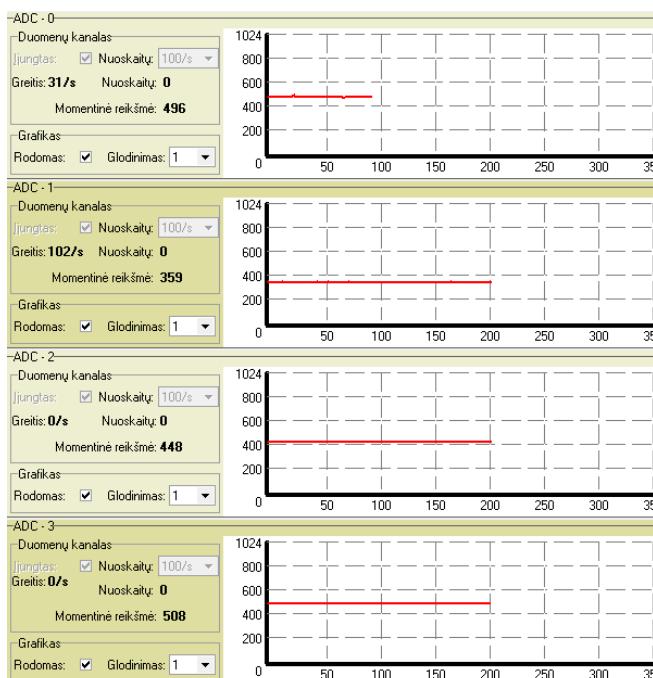 ADC - 0
Duomenų kanalas
Įjungtas: Nuoskaitų: 100/s
Greitis: 31/s Nuoskaitų: 0
Momentinė reikšmė: 496
Grafikas
Rodomas: Glodinimas: 1
1024
800
600
400
200
0 50 100 150 200 250 300 35
ADC - 1
Duomenų kanalas
Įjungtas: Nuoskaitų: 100/s
Greitis: 102/s Nuoskaitų: 0
Momentinė reikšmė: 359
Grafikas
Rodomas: Glodinimas: 1
1024
800
600
400
200
0 50 100 150 200 250 300 35
ADC - 2
Duomenų kanalas
Įjungtas: Nuoskaitų: 100/s
Greitis: 0/s Nuoskaitų: 0
Momentinė reikšmė: 448
Grafikas
Rodomas: Glodinimas: 1
1024
800
600
400
200
0 50 100 150 200 250 300 35
ADC - 3
Duomenų kanalas
Įjungtas: Nuoskaitų: 100/s
Greitis: 0/s
Nuoskaitų: 0
Momentinė reikšmė: 508
Grafikas
Rodomas: Glodinimas: 1
1024
800
600
400
200
0 50 100 150 200 250 300 35